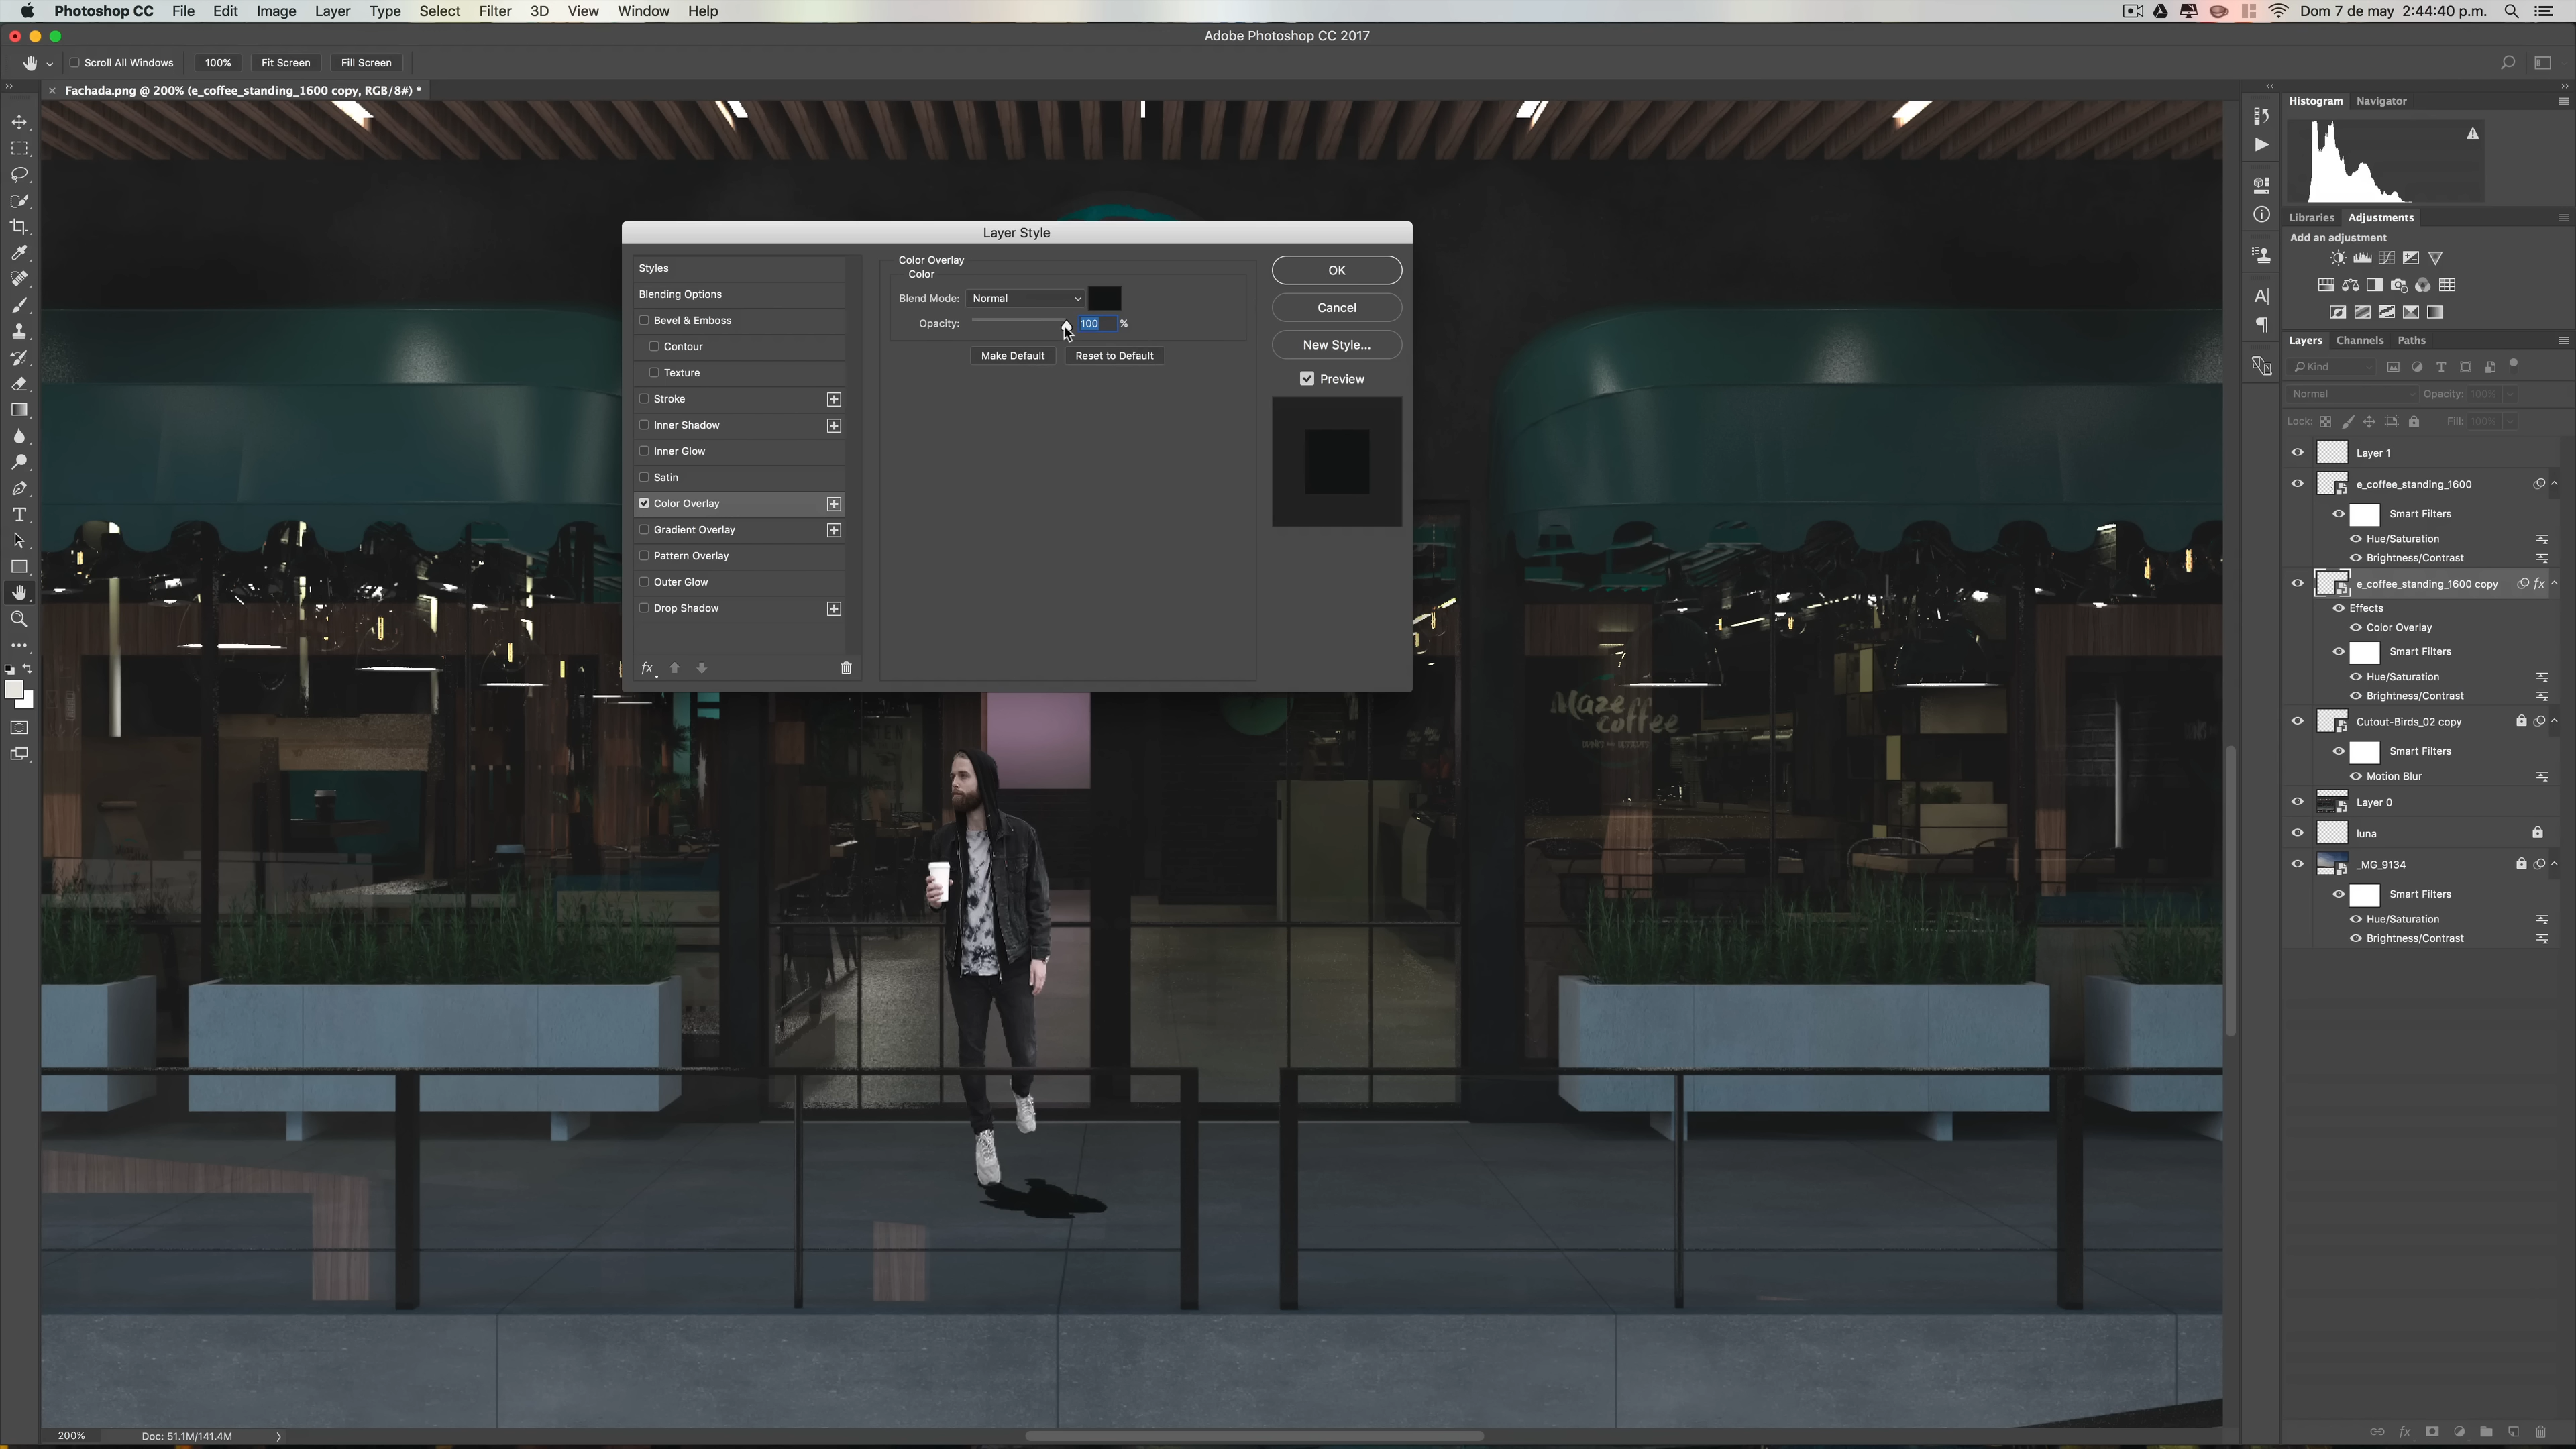 Photoshop CC File Edit Image Layer Type Select Filter 3D View Window Help
Dom 7 de may 2:44:40 p.m.
Adobe Photoshop CC 2017
Scroll All Windows 100% Fit Screen Fill Screen
Fachada.png @ 200% (e_coffee_standing_1600 copy, RGB/8#) *
Histogram Navigator
Libraries Adjustments
Add an adjustment
Layers Channels Paths
Kind
Normal Opacity: 100%
Lock: Fill: 100%
Layer 1
e_coffee_standing_1600
Smart Filters
Hue/Saturation
Brightness/Contrast
e_coffee_standing_1600 copy fx
Effects
Color Overlay
Smart Filters
Hue/Saturation
Brightness/Contrast
Cutout-Birds_02 copy
Smart Filters
Motion Blur
Layer 0
luna
_MG_9134
Smart Filters
Hue/Saturation
Brightness/Contrast
Layer Style
Styles
Blending Options
Bevel & Emboss
Contour
Texture
Stroke
Inner Shadow
Inner Glow
Satin
Color Overlay
Gradient Overlay
Pattern Overlay
Outer Glow
Drop Shadow
fx
Color Overlay
Color
Blend Mode: Normal
Opacity: 100 %
Make Default Reset to Default
OK
Cancel
New Style...
Preview
Maze
coffee
200% Doc: 51.1M/141.4M